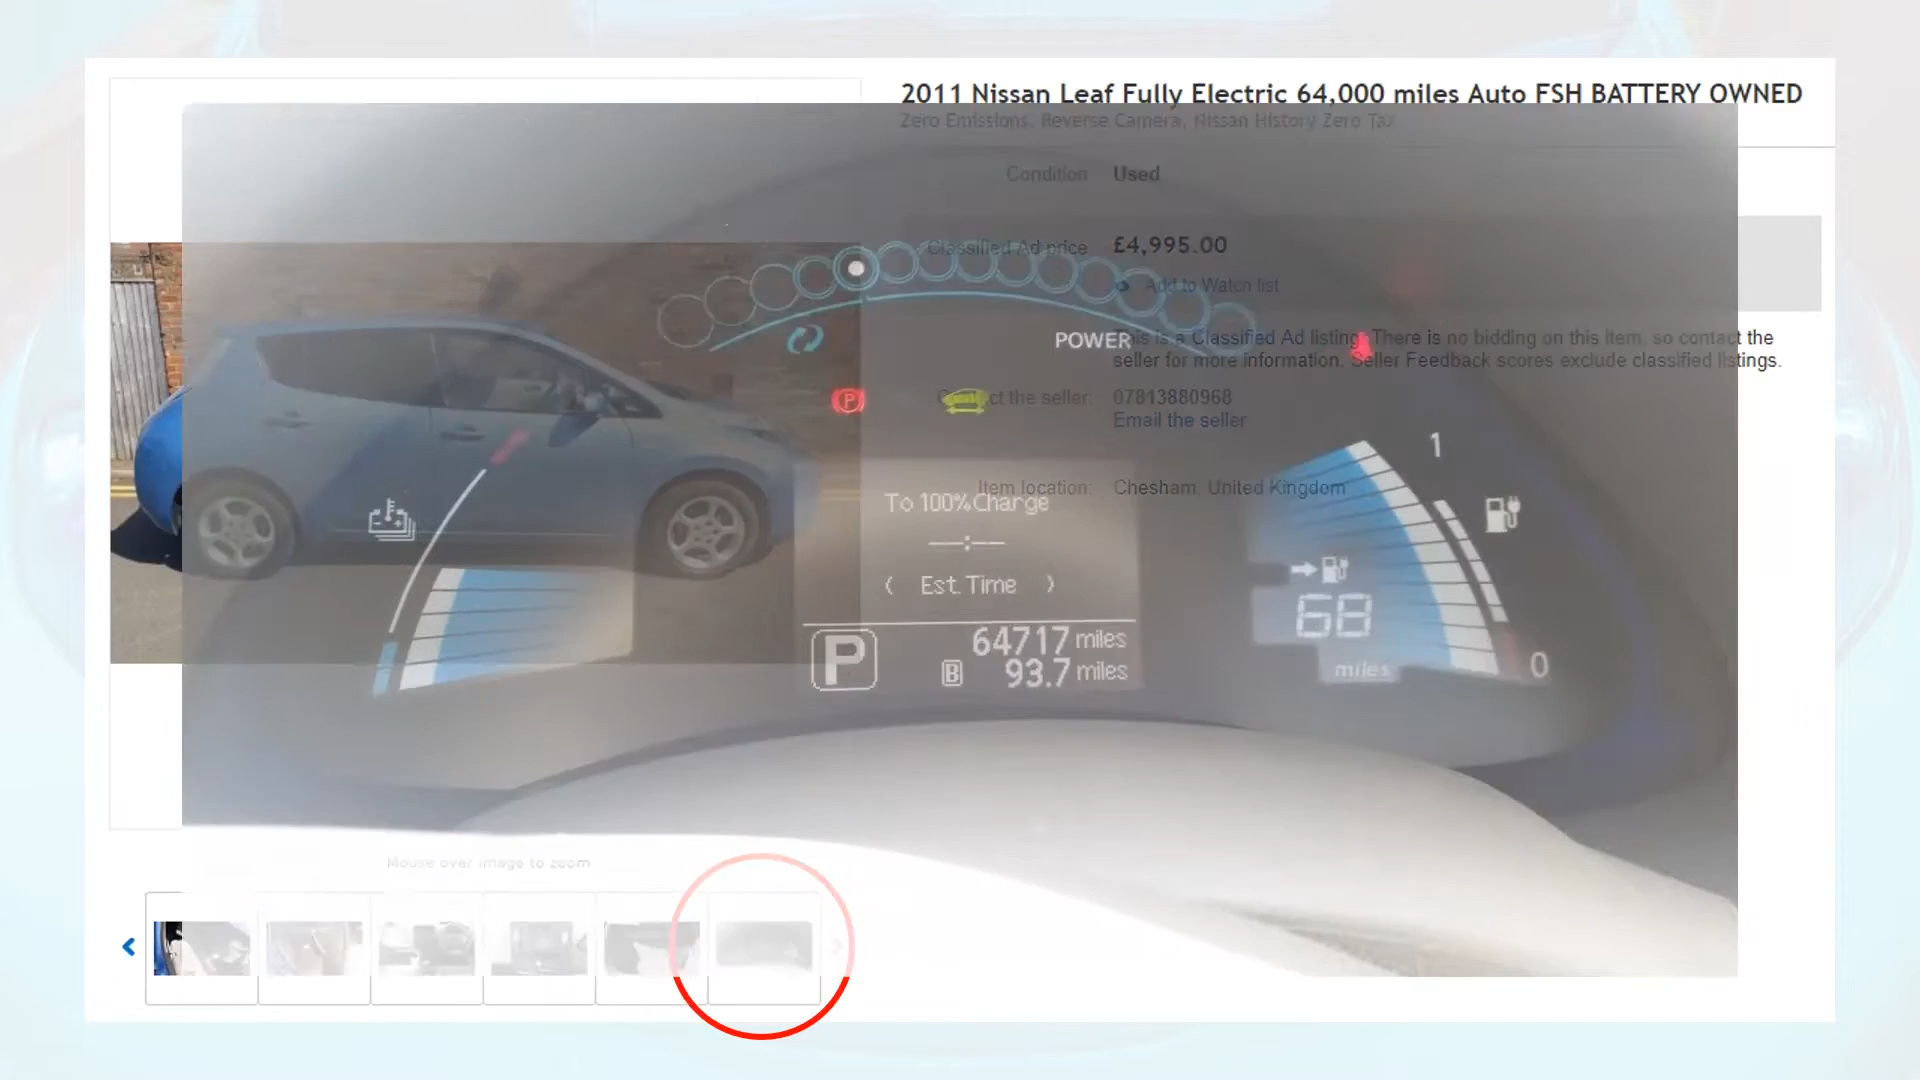 2011 Nissan Leaf Fully Electric 64,000 miles Auto FSH BATTERY OWNED
Zero Emissions, Reverse Camera, Nissan History Zero Tax
Condition Used
Classified Ad price £4,995.00
Add to Watch list
This is a Classified Ad listing. There is no bidding on this item, so contact the
seller for more information. Seller Feedback scores exclude classified listings.
POWER
P
Contact the seller: 07813880968
Email the seller
Item location: Chesham, United Kingdom
1
To 100% Charge
--:--
< Est. Time >
68
miles
0
P
64717 miles
B 93.7 miles
Mouse over image to zoom